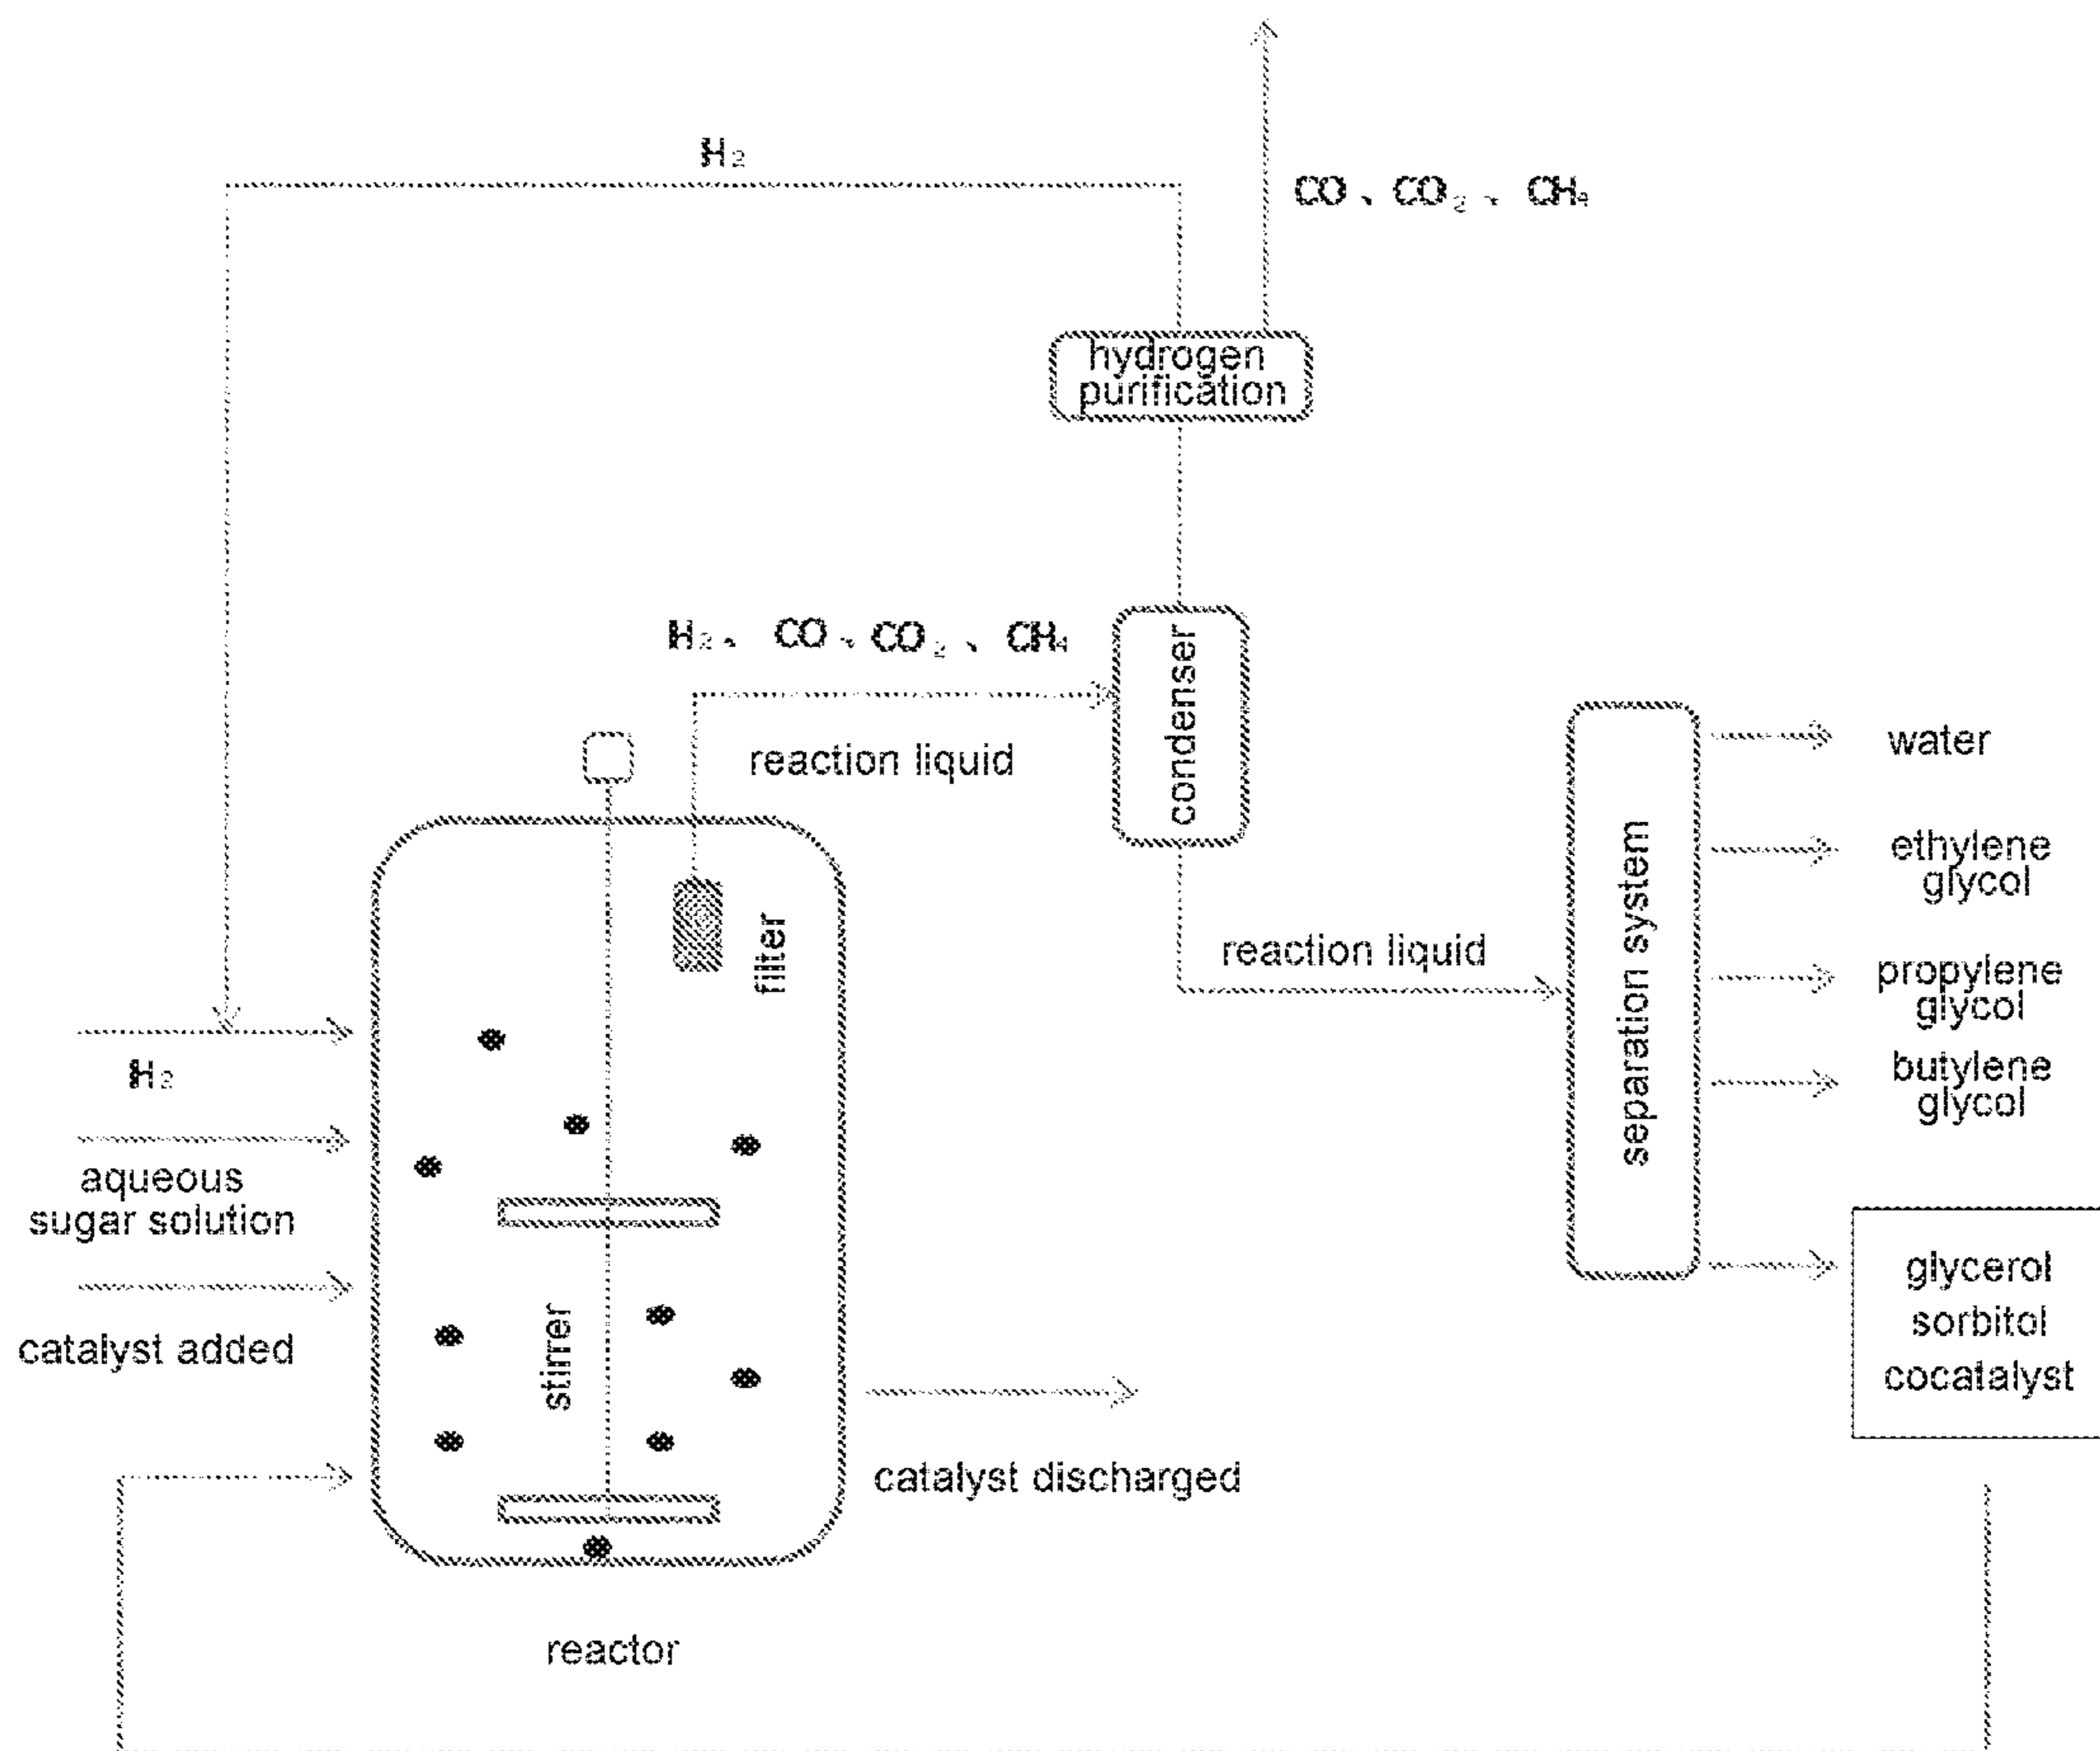 H₂
CO、CO₂、CH₄
hydrogen
purification
H₂、CO、CO₂、CH₄
condenser
reaction liquid
water
ethylene
glycol
separation system
filter
reaction liquid
propylene
glycol
H₂
butylene
glycol
aqueous
sugar solution
glycerol
sorbitol
cocatalyst
stirrer
catalyst added
catalyst discharged
reactor